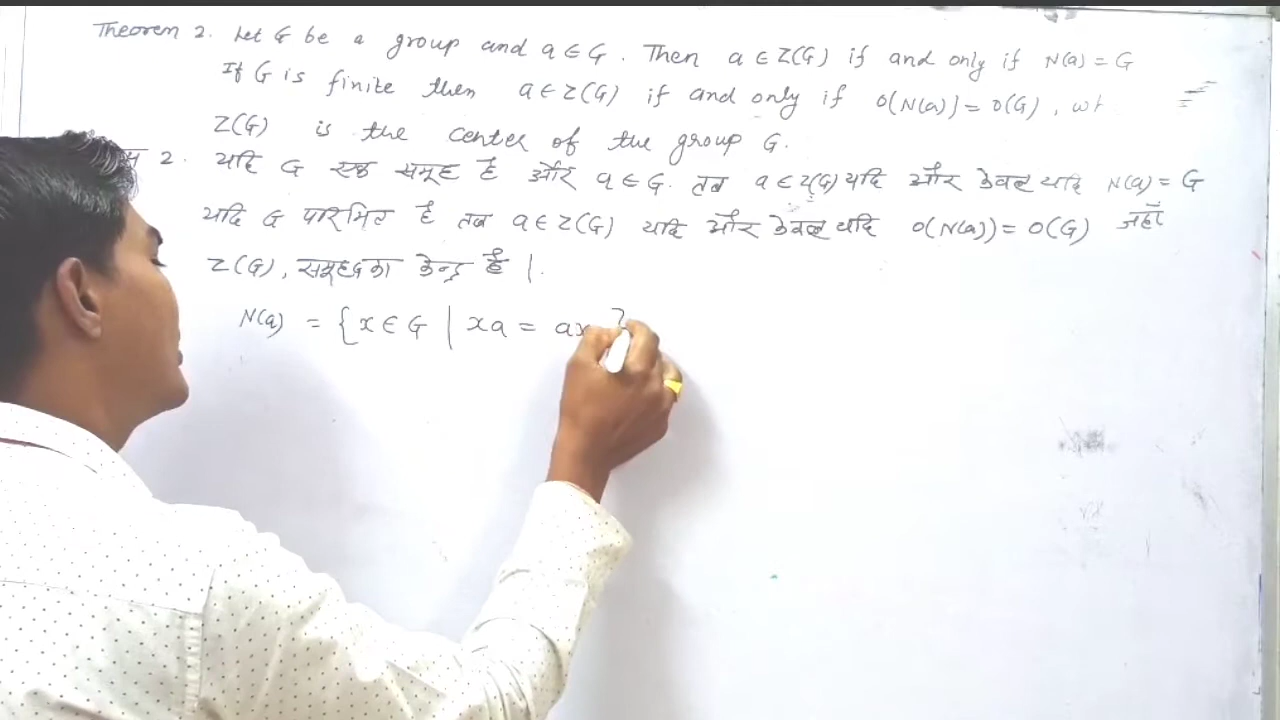 Theorem 2. Let G be a group and a ∈ G. Then a ∈ Z(G) if and only if N(a) = G
If G is finite then a ∈ Z(G) if and only if O(N(a)) = O(G), wh
Z(G) is the center of the group G.
2. यदि G एक समूह है और a ∈ G. तब a ∈ Z(G) यदि और केवल यदि N(a) = G
यदि G परिमित है तब a ∈ Z(G) यदि और केवल यदि O(N(a)) = O(G) जहाँ
Z(G), समूह G का केन्द्र है |.
N(a) = {x ∈ G | xa = ax }